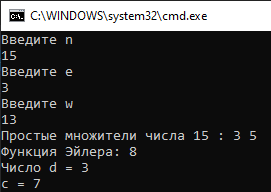 C:\WINDOWS\system32\cmd.exe
Введите n
15
Введите e
3
Введите w
13
Простые множители числа 15 : 3 5
Функция Эйлера: 8
Число d = 3
c = 7